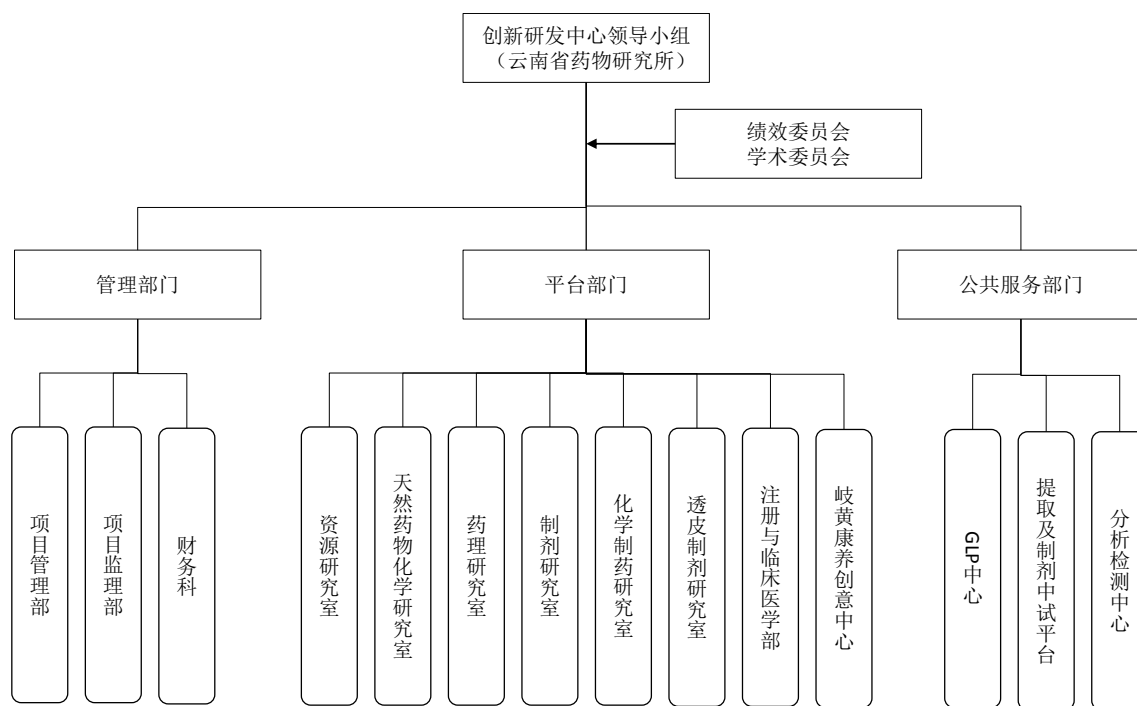 创新研发中心领导小组
（云南省药物研究所）
绩效委员会
学术委员会
管理部门
平台部门
公共服务部门
项目管理部
项目监理部
财务科
资源研究室
天然药物化学研究室
药理研究室
制剂研究室
化学制药研究室
透皮制剂研究室
注册与临床医学部
岐黄康养创意中心
GLP中心
提取及制剂中试平台
分析检测中心